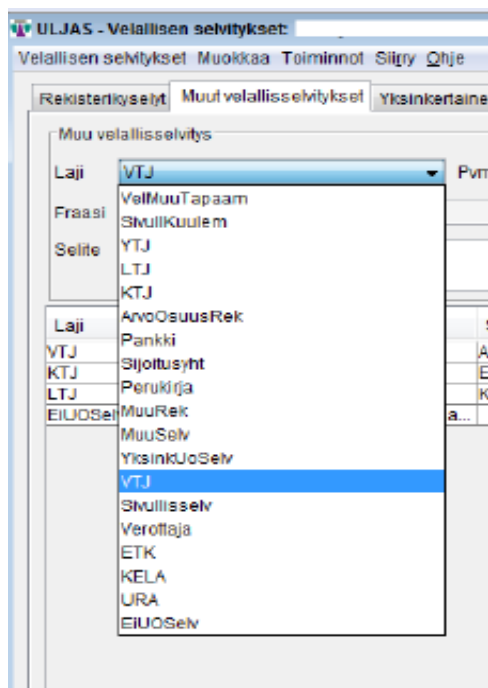 ULJAS - Velallisen selvitykset:
Velallisen selvitykset Muokkaa Toiminnot Siirry Ohje
Rekisterikyselyt Muut velallisselvitykset Yksinkertaine
Muu velallisselvitys
Laji VTJ Pvm
Fraasi VelMuuTapaam
SivullKuulem
Selite YTJ
LTJ
KTJ
Laji ArvoOsuusRek
Pankki
VTJ Sijoitusyht A
KTJ Perukirja E
LTJ K
EiUOSel MuuRek a...
MuuSelv
YksinkUoSelv
VTJ
Sivullisselv
Verottaja
ETK
KELA
URA
EiUOSelv